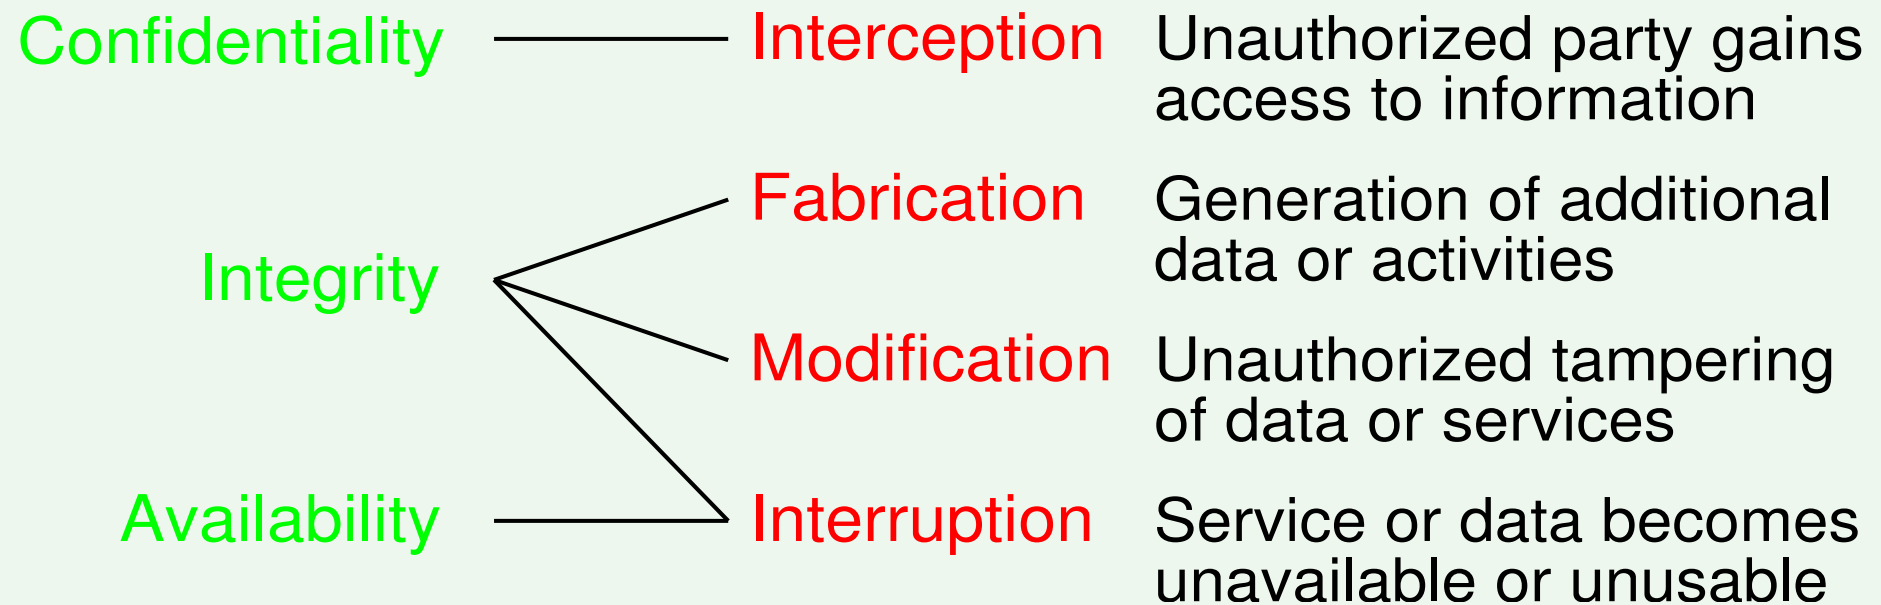 Confidentiality Interception Unauthorized party gains
access to information
Fabrication Generation of additional
data or activities
Integrity
Modification Unauthorized tampering
of data or services
Availability Interruption Service or data becomes
unavailable or unusable